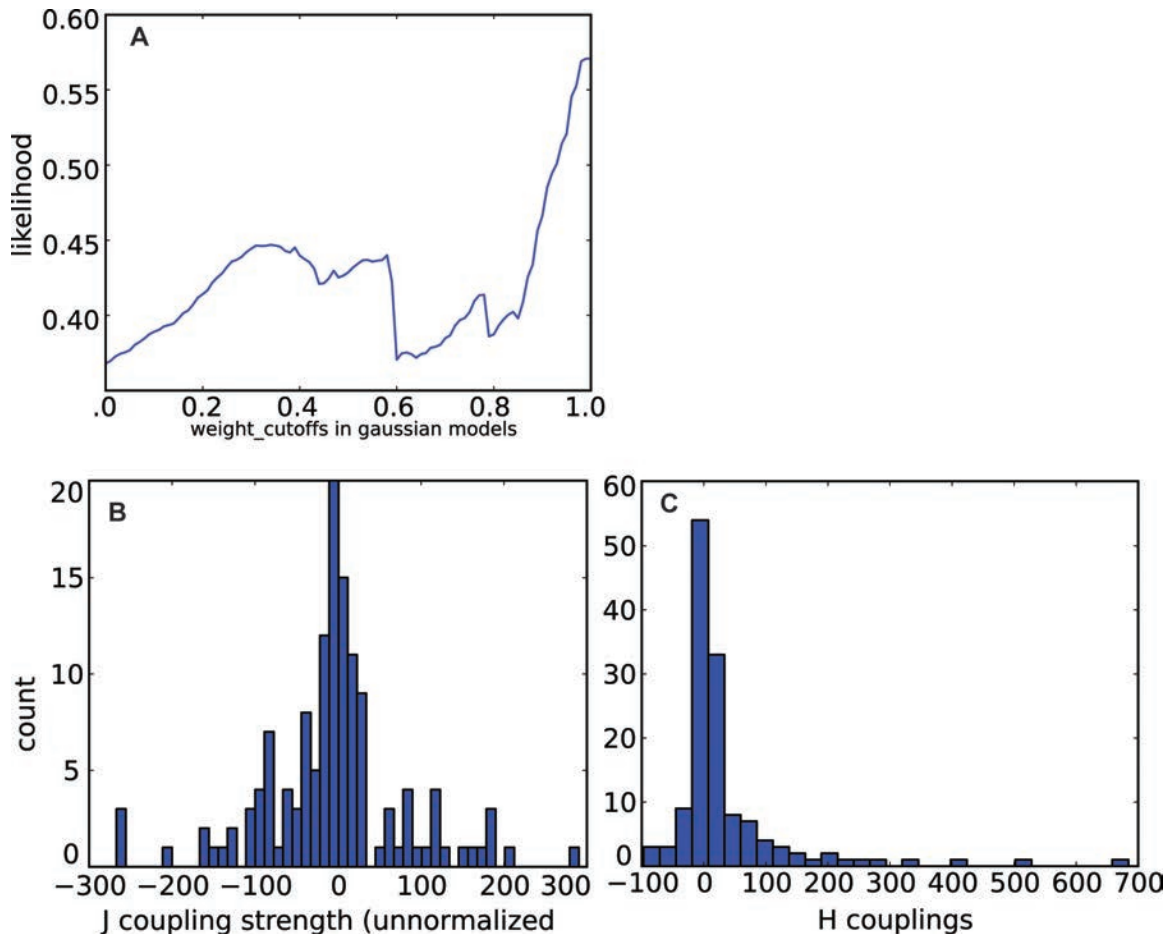 A
0.60
0.55
0.50
0.45
0.40
likelihood
.0 0.2 0.4 0.6 0.8 1.0
weight_cutoffs in gaussian models
B
20
15
10
5
0
count
−300 −200 −100 0 100 200 300
J coupling strength (unnormalized
C
60
50
40
30
20
10
0
−100 0 100 200 300 400 500 600 700
H couplings